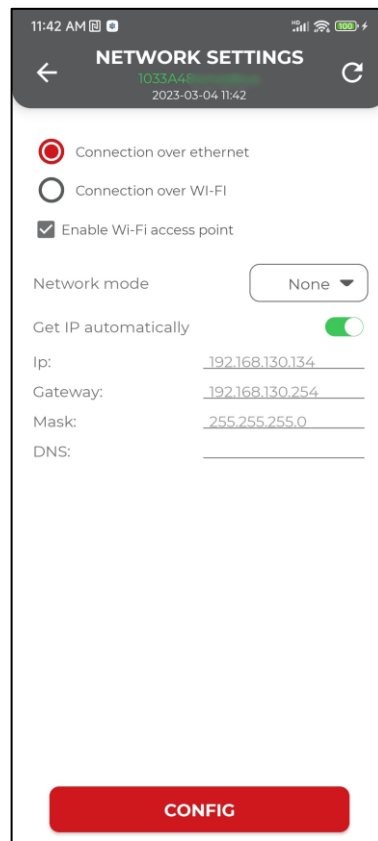 11:42 AM
100
NETWORK SETTINGS
1033A4
2023-03-04 11:42
Connection over ethernet
Connection over WI-FI
Enable Wi-Fi access point
Network mode None
Get IP automatically
Ip: 192.168.130.134
Gateway: 192.168.130.254
Mask: 255.255.255.0
DNS:
CONFIG